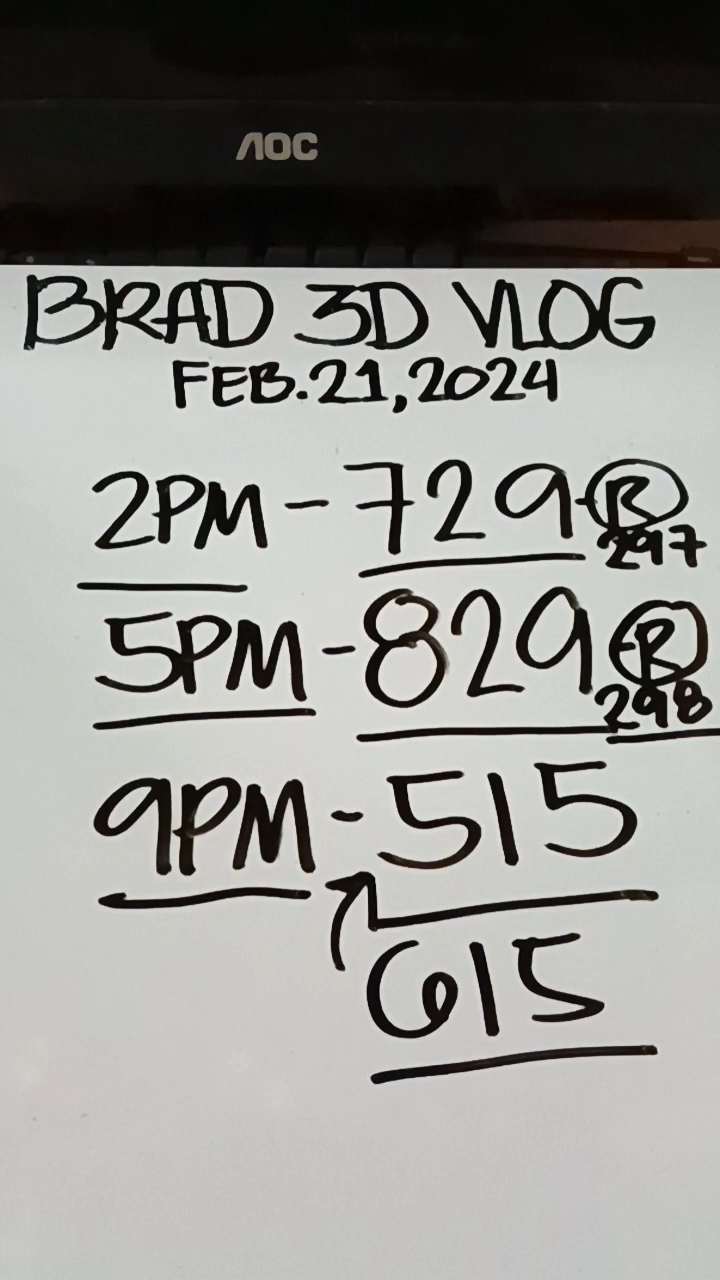 AOC
BRAD 3D VLOG
FEB.21,2024
2PM-729-R
297
5PM-829-R
298
9PM-515
615